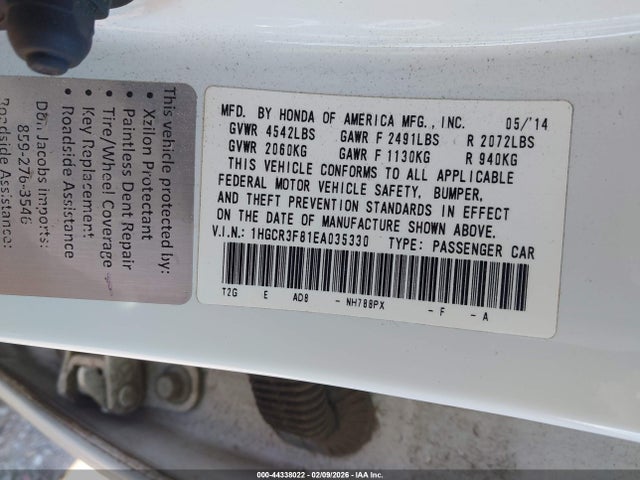 This vehicle protected by:
• Xzilon Protectant
• Paintless Dent Repair
• Tire/Wheel Coverage
• Key Replacement
• Roadside Assistance
Don Jacobs Imports:
859-276-3546
Roadside Assistance:
MFD. BY HONDA OF AMERICA MFG., INC. 05/'14
GVWR 4542LBS GAWR F 2491LBS R 2072LBS
GVWR 2060KG GAWR F 1130KG R 940KG
THIS VEHICLE CONFORMS TO ALL APPLICABLE
FEDERAL MOTOR VEHICLE SAFETY, BUMPER,
AND THEFT PREVENTION STANDARDS IN EFFECT
ON THE DATE OF MANUFACTURE SHOWN ABOVE.
V.I.N.: 1HGCR3F81EA035330 TYPE: PASSENGER CAR
T2G E AD8 - NH788PX - F - A
000-44338022 - 02/09/2026 - IAA Inc.